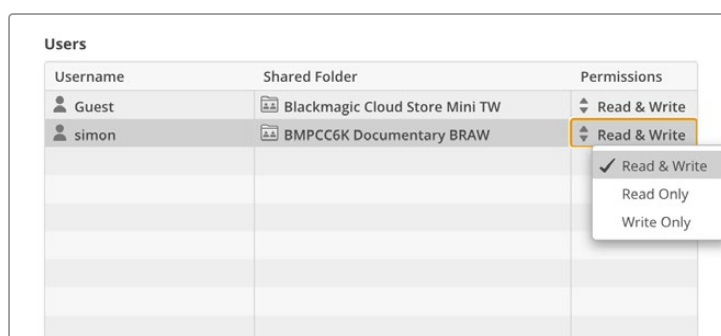 Users
Username Shared Folder Permissions
Guest Blackmagic Cloud Store Mini TW Read & Write
simon BMPCC6K Documentary BRAW Read & Write
Read & Write
Read Only
Write Only